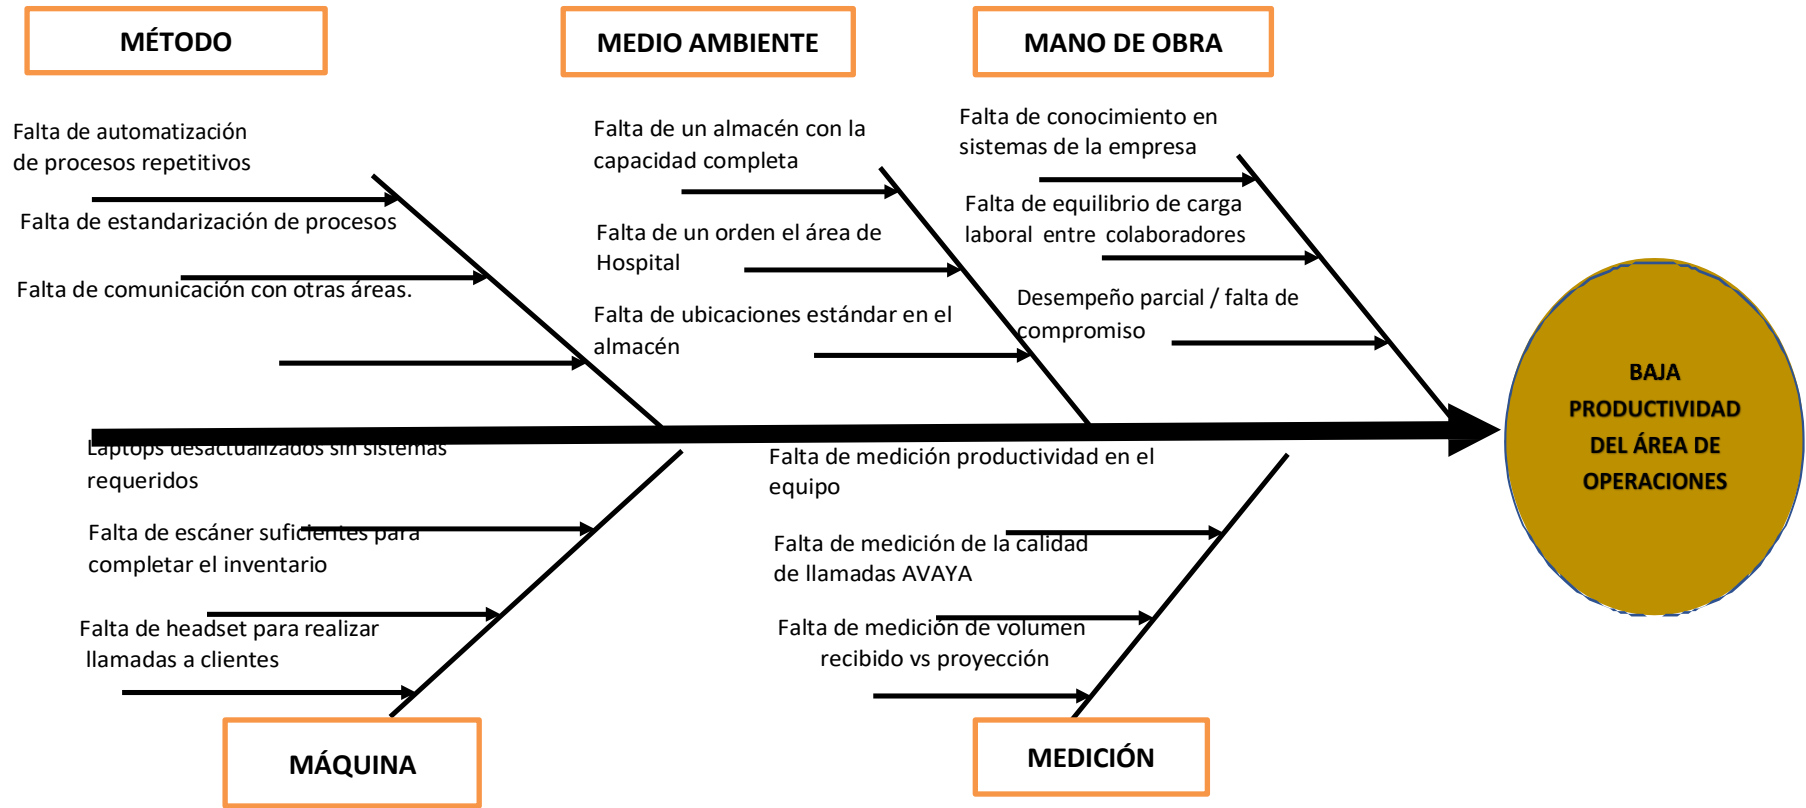 MÉTODO
MEDIO AMBIENTE
MANO DE OBRA
Falta de automatización
de procesos repetitivos
Falta de estandarización de procesos
Falta de comunicación con otras áreas.
Falta de un almacén con la
capacidad completa
Falta de un orden el área de
Hospital
Falta de ubicaciones estándar en el
almacén
Falta de conocimiento en
sistemas de la empresa
Falta de equilibrio de carga
laboral entre colaboradores
Desempeño parcial / falta de
compromiso
BAJA
PRODUCTIVIDAD
DEL ÁREA DE
OPERACIONES
Laptops desactualizados sin sistemas
requeridos
Falta de escáner suficientes para
completar el inventario
Falta de headset para realizar
llamadas a clientes
Falta de medición productividad en el
equipo
Falta de medición de la calidad
de llamadas AVAYA
Falta de medición de volumen
recibido vs proyección
MÁQUINA
MEDICIÓN